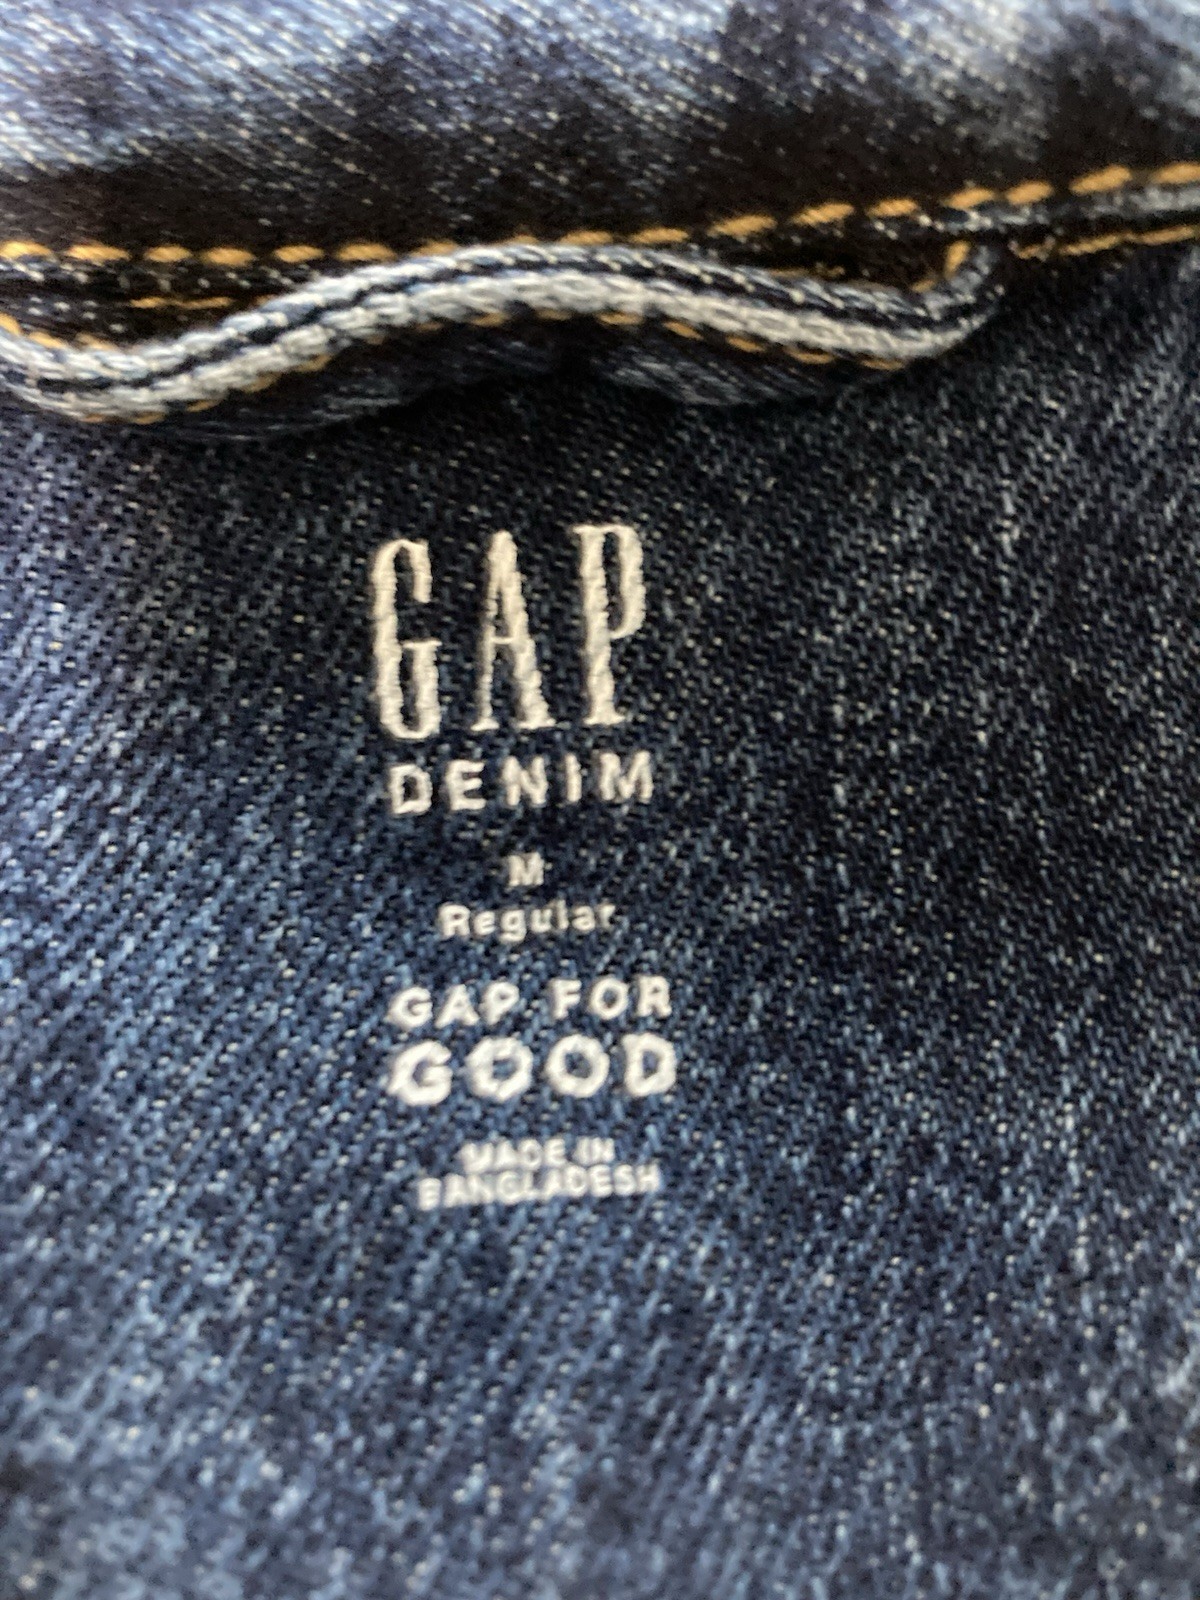 GAP
DENIM
M
Regular
GAP FOR
GOOD
MADE IN
BANGLADESH